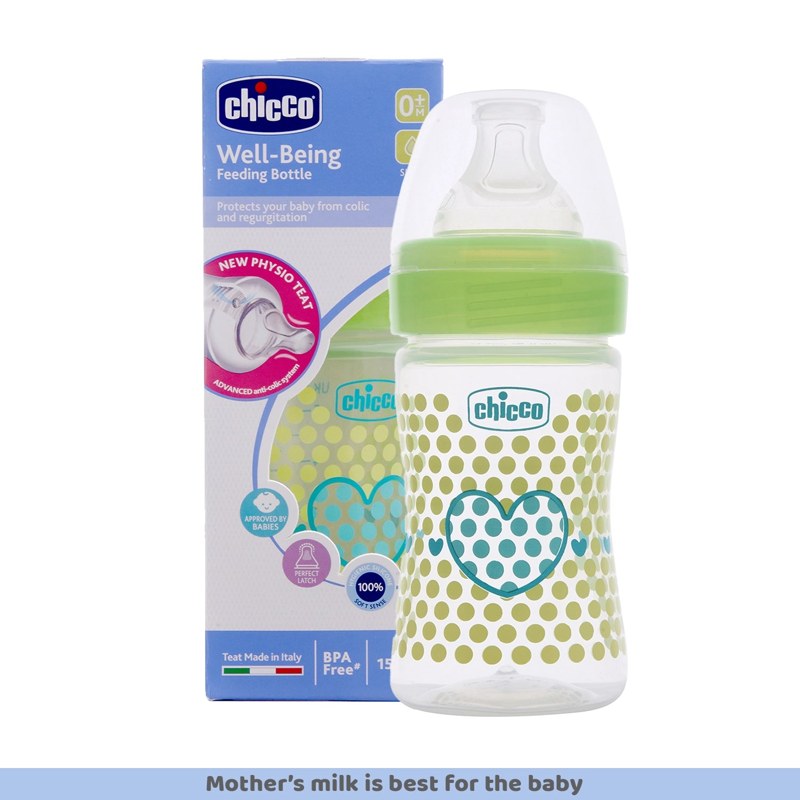 chicco
0+
M
Well-Being
Feeding Bottle
Protects your baby from colic
and regurgitation
NEW PHYSIO TEAT
ADVANCED anti-colic system
chicco
chicco
APPROVED BY
BABIES
PERFECT
LATCH
100%
SOFT SENSE
Teat Made in Italy
BPA
Free#
15
Mother's milk is best for the baby